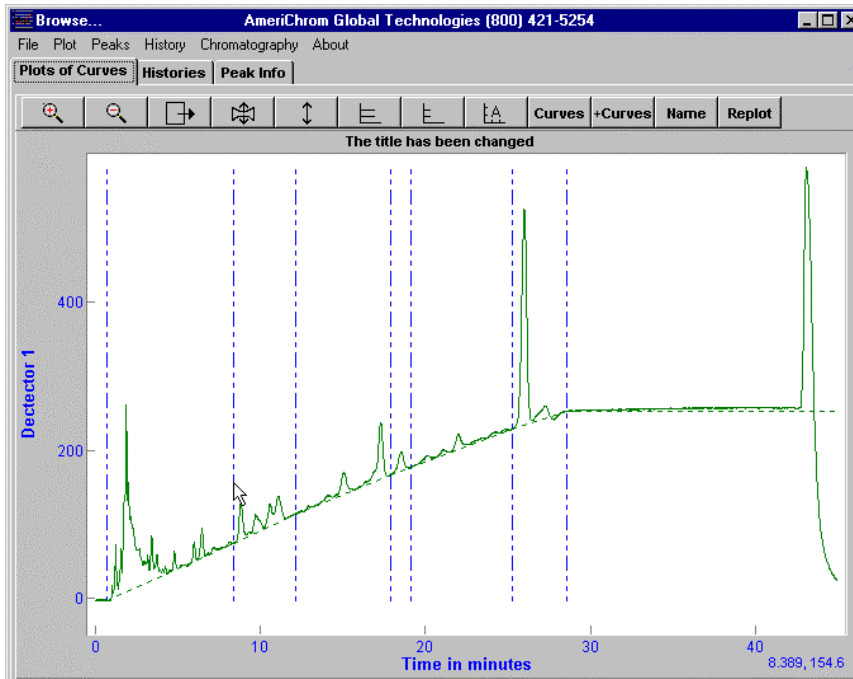 Browse... AmeriChrom Global Technologies (800) 421-5254
File Plot Peaks History Chromatography About
Plots of Curves Histories Peak Info
A Curves +Curves Name Replot
The title has been changed
400
200
0
Dectector 1
0 10 20 30 40
Time in minutes
8.389, 154.6